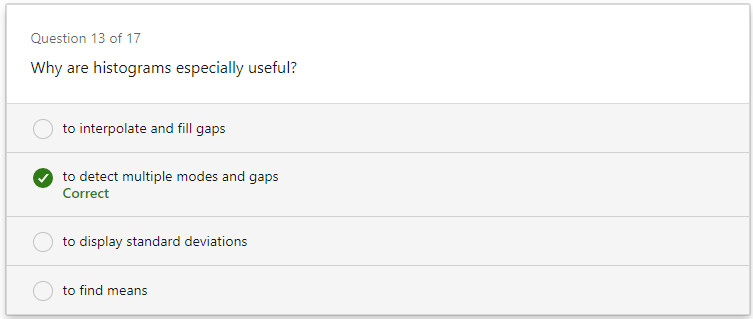 Question 13 of 17
Why are histograms especially useful?
to interpolate and fill gaps
to detect multiple modes and gaps
Correct
to display standard deviations
to find means